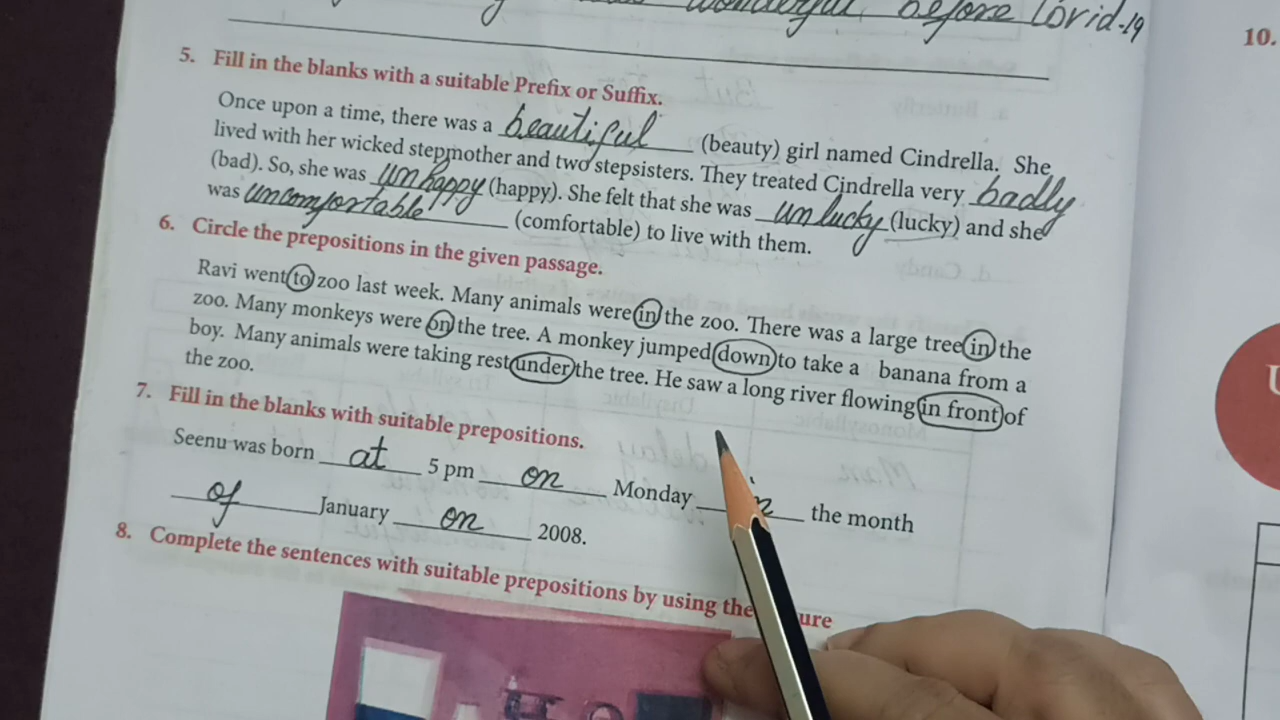 wonderful before Covid-19
5. Fill in the blanks with a suitable Prefix or Suffix.
Once upon a time, there was a beautiful (beauty) girl named Cindrella. She
lived with her wicked stepmother and two stepsisters. They treated Cindrella very badly
(bad). So, she was unhappy (happy). She felt that she was unlucky (lucky) and she
was uncomfortable (comfortable) to live with them.
6. Circle the prepositions in the given passage.
Ravi went to zoo last week. Many animals were in the zoo. There was a large tree in the
zoo. Many monkeys were on the tree. A monkey jumped down to take a banana from a
boy. Many animals were taking rest under the tree. He saw a long river flowing in front of
the zoo.
7. Fill in the blanks with suitable prepositions.
Seenu was born at 5 pm on Monday in the month
of January on 2008.
8. Complete the sentences with suitable prepositions by using the
10.